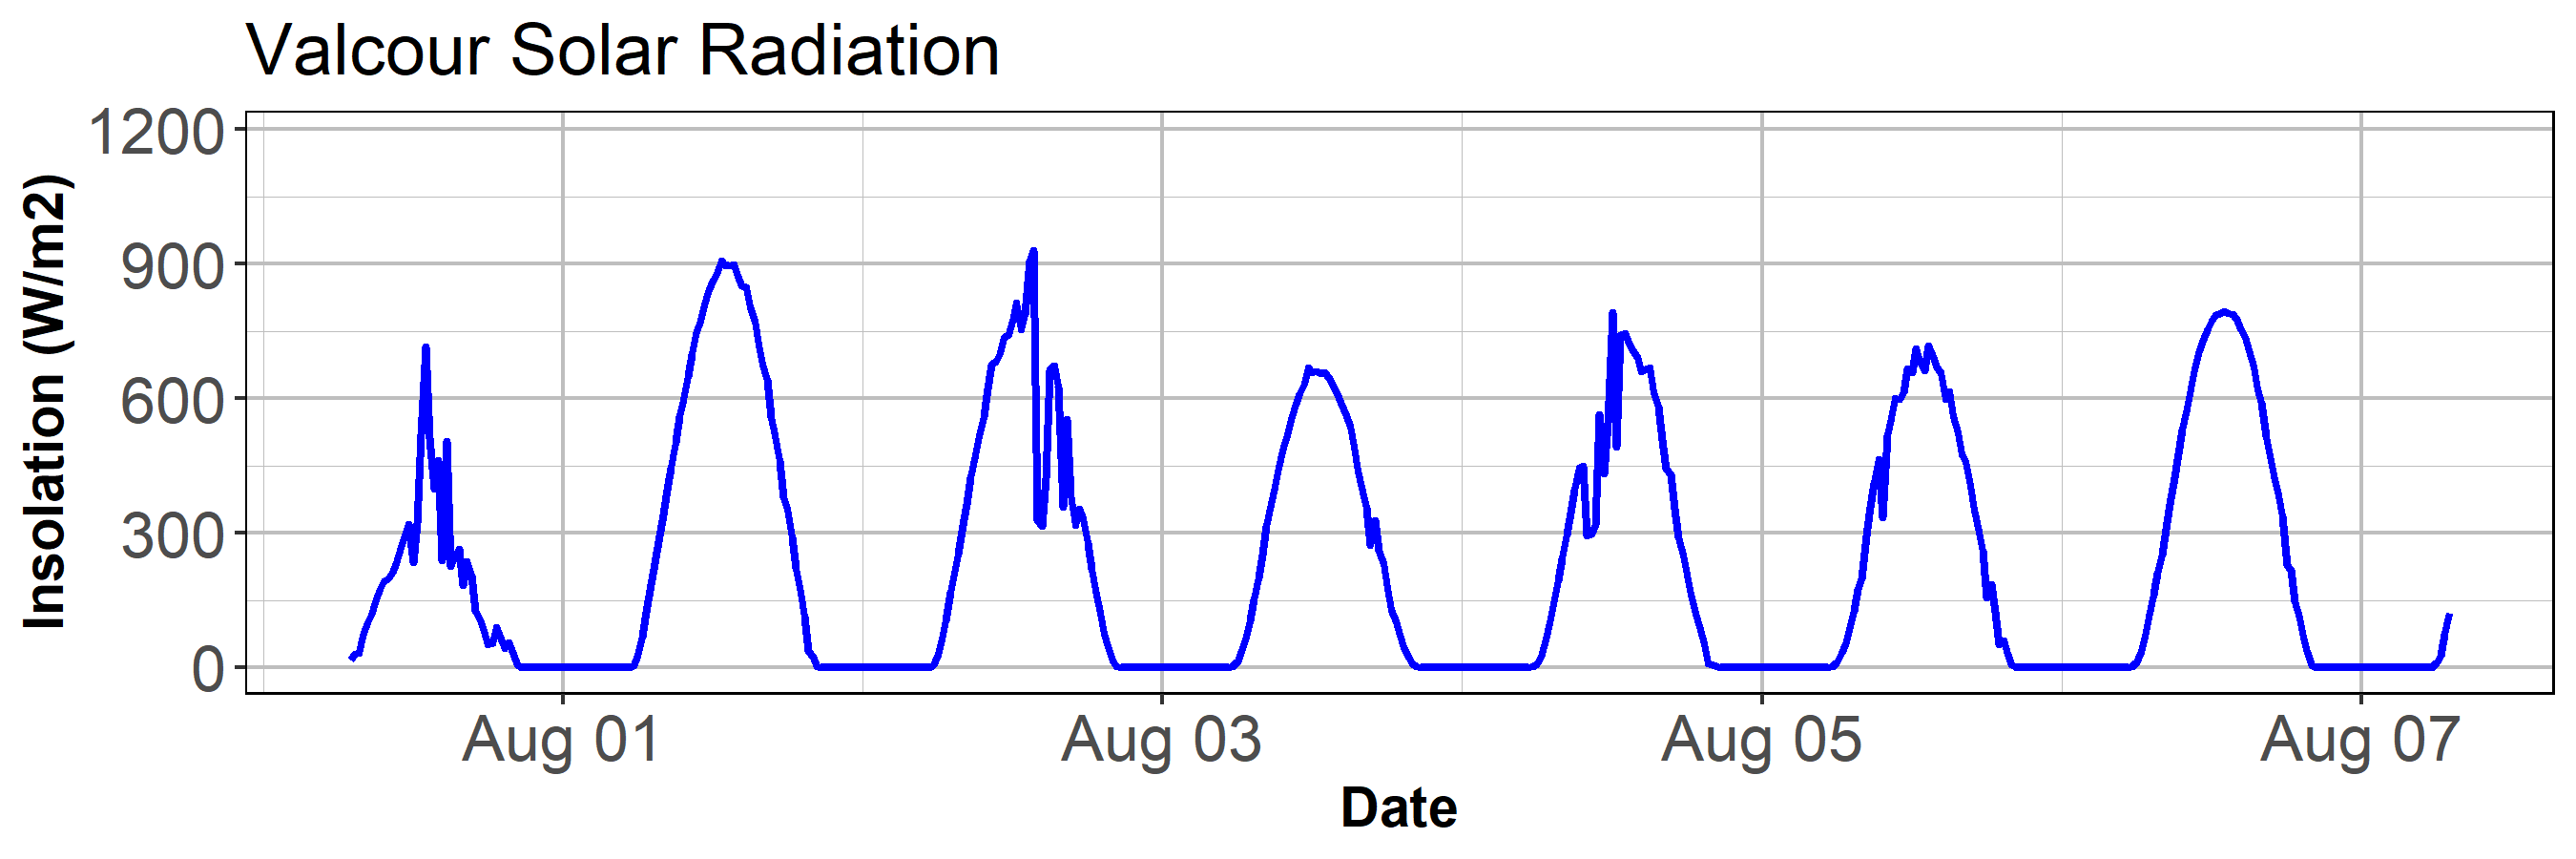 Valcour Solar Radiation
1200
900
600
300
0
Insolation (W/m2)
Aug 01 Aug 03 Aug 05 Aug 07
Date